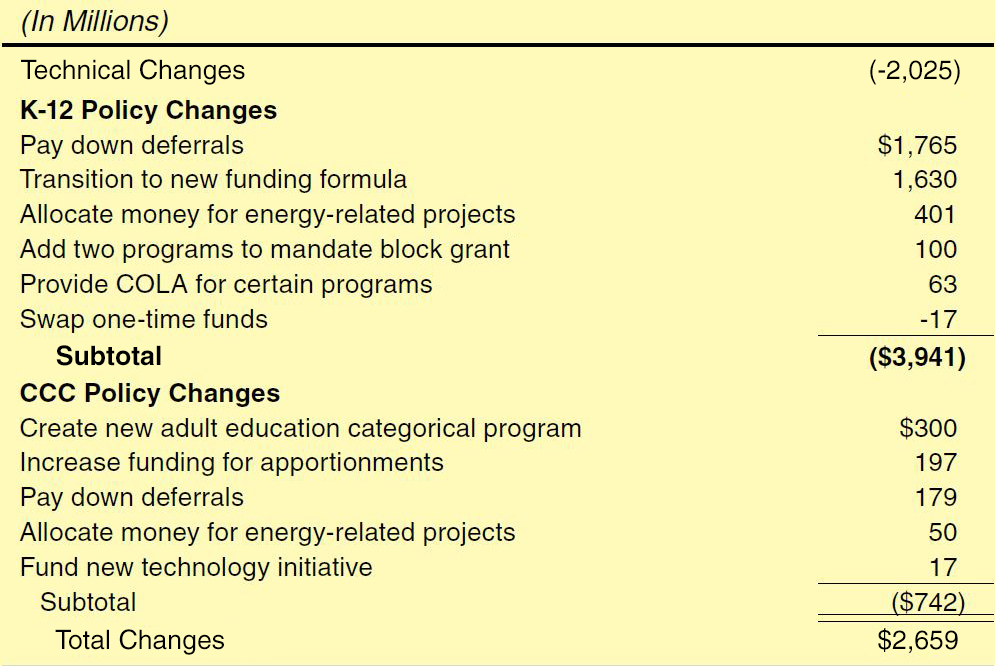 (In Millions)
Technical Changes (-2,025)
K-12 Policy Changes
Pay down deferrals $1,765
Transition to new funding formula 1,630
Allocate money for energy-related projects 401
Add two programs to mandate block grant 100
Provide COLA for certain programs 63
Swap one-time funds -17
Subtotal ($3,941)
CCC Policy Changes
Create new adult education categorical program $300
Increase funding for apportionments 197
Pay down deferrals 179
Allocate money for energy-related projects 50
Fund new technology initiative 17
Subtotal ($742)
Total Changes $2,659